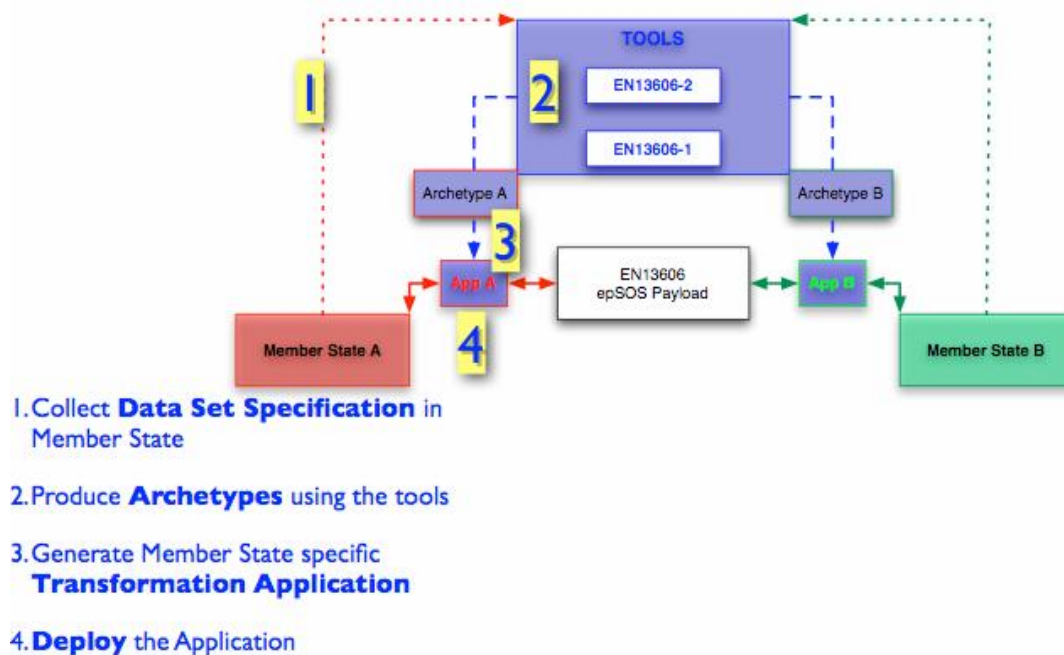 TOOLS
1
2
EN13606-2
EN13606-1
Archetype A
Archetype B
3
App A
EN13606
epSOS Payload
App B
4
Member State A
Member State B
1. Collect Data Set Specification in
Member State
2. Produce Archetypes using the tools
3. Generate Member State specific
Transformation Application
4. Deploy the Application